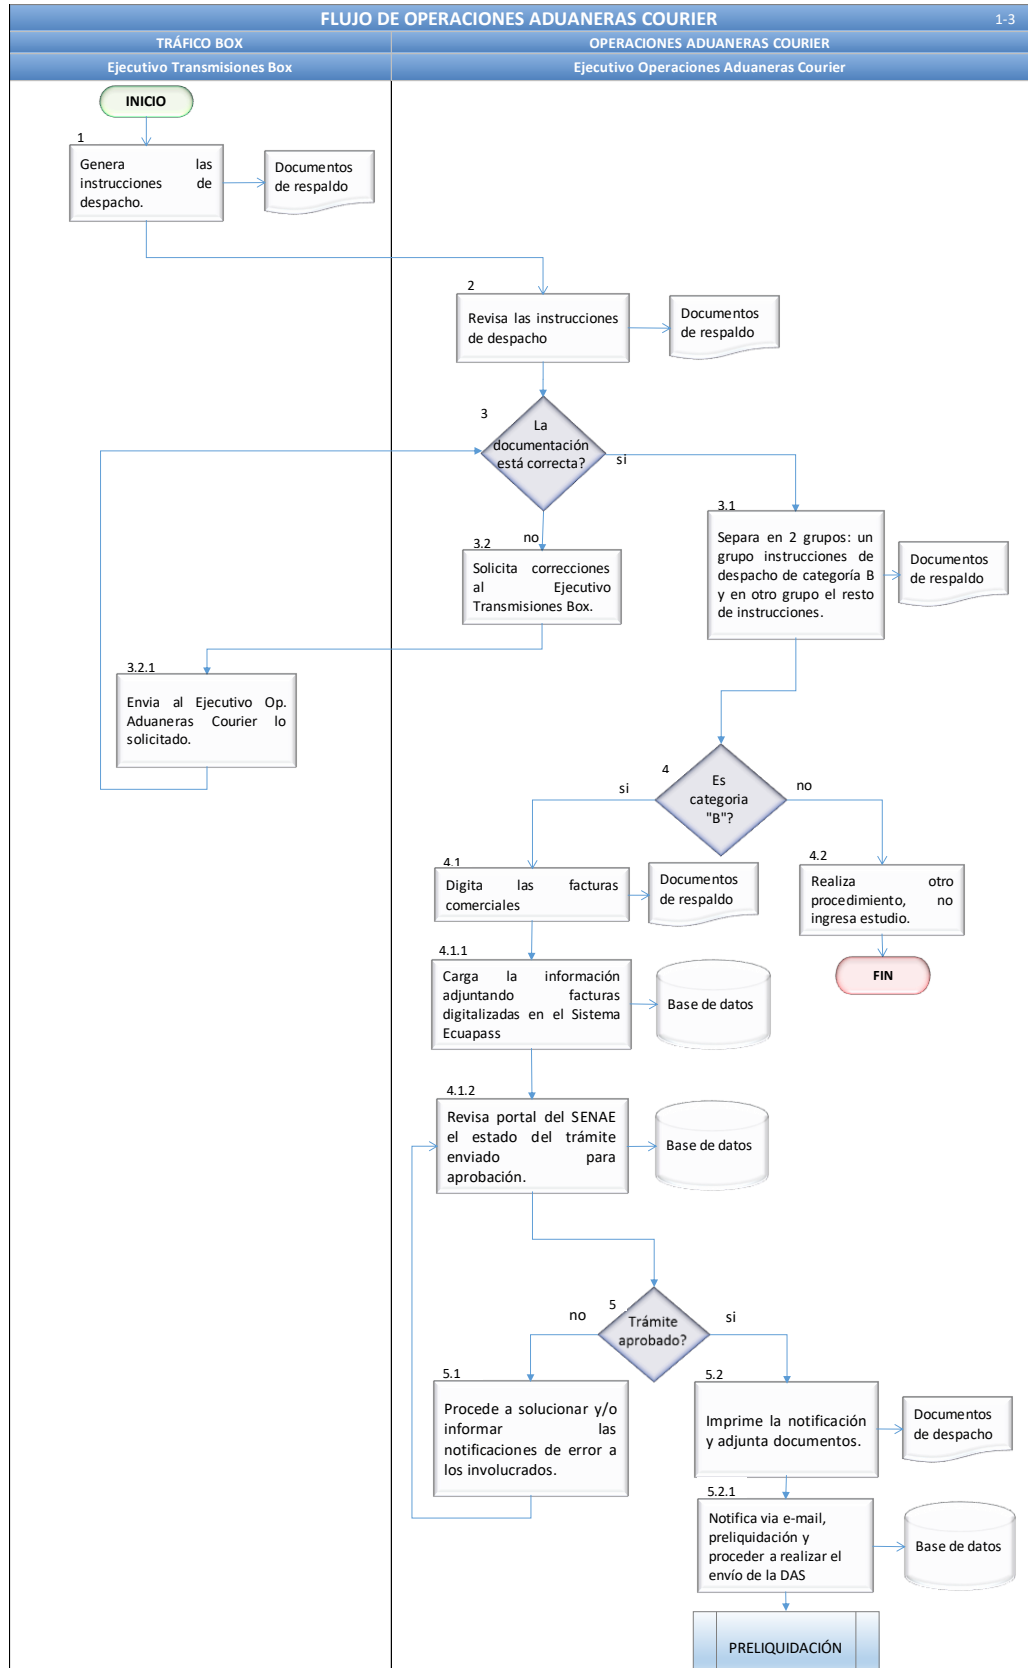 FLUJO DE OPERACIONES ADUANERAS COURIER
1-3
TRÁFICO BOX
OPERACIONES ADUANERAS COURIER
Ejecutivo Transmisiones Box
Ejecutivo Operaciones Aduaneras Courier
INICIO
1
Genera las
instrucciones de
despacho.
Documentos
de respaldo
2
Revisa las instrucciones
de despacho
Documentos
de respaldo
3
La
documentación
está correcta?
si
no
3.1
Separa en 2 grupos: un
grupo instrucciones de
despacho de categoría B
y en otro grupo el resto
de instrucciones.
Documentos
de respaldo
3.2
Solicita correcciones
al Ejecutivo
Transmisiones Box.
3.2.1
Envia al Ejecutivo Op.
Aduaneras Courier lo
solicitado.
4
Es
categoria
"B"?
si
no
4.1
Digita las facturas
comerciales
Documentos
de respaldo
4.2
Realiza otro
procedimiento, no
ingresa estudio.
FIN
4.1.1
Carga la información
adjuntando facturas
digitalizadas en el Sistema
Ecuapass
Base de datos
4.1.2
Revisa portal del SENAE
el estado del trámite
enviado para
aprobación.
Base de datos
5
Trámite
aprobado?
no
si
5.1
Procede a solucionar y/o
informar las
notificaciones de error a
los involucrados.
5.2
Imprime la notificación
y adjunta documentos.
Documentos
de despacho
5.2.1
Notifica via e-mail,
preliquidación y
proceder a realizar el
envío de la DAS
Base de datos
PRELIQUIDACIÓN